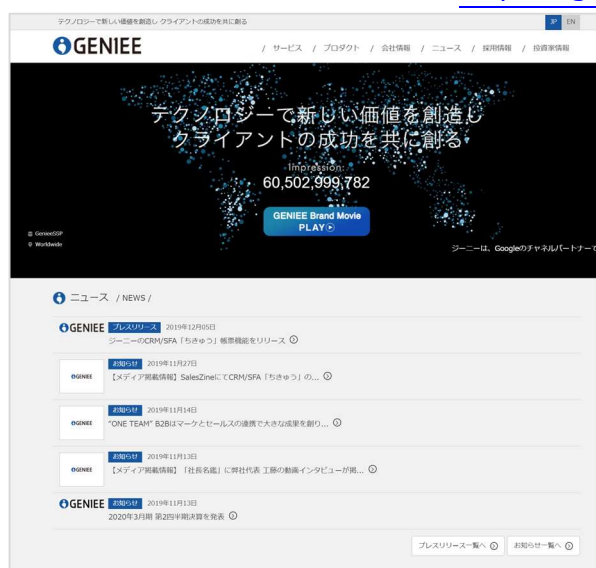 テクノロジーで新しい価値を創造し クライアントの成功を共に創る
JP EN
GENIEE
/ サービス / プロダクト / 会社情報 / ニュース / 採用情報 / 投資家情報
テクノロジーで新しい価値を創造し
クライアントの成功を共に創る
Impression:
60,502,999,782
GENIEE Brand Movie
PLAY
GenieeSSP
Worldwide
ジーニーは、Googleのチャネルパートナーで
ニュース / NEWS /
GENIEE プレスリリース 2019年12月05日
ジーニーのCRM/SFA「ちきゅう」帳票機能をリリース
お知らせ 2019年11月27日
GENIEE 【メディア掲載情報】SalesZineにてCRM/SFA「ちきゅう」の...
お知らせ 2019年11月14日
GENIEE "ONE TEAM" B2Bはマーケとセールスの連携で大きな成果を創り...
お知らせ 2019年11月13日
GENIEE 【メディア掲載情報】「社長名鑑」に弊社代表 工藤の動画インタビューが掲...
GENIEE お知らせ 2019年11月13日
2020年3月期 第2四半期決算を発表
プレスリリース一覧へ お知らせ一覧へ